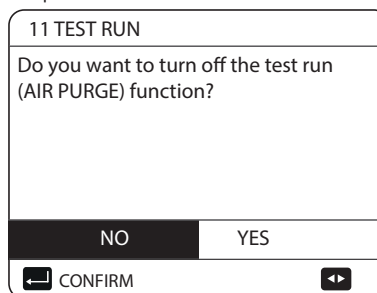 11 TEST RUN
Do you want to turn off the test run
(AIR PURGE) function?
NO YES
CONFIRM